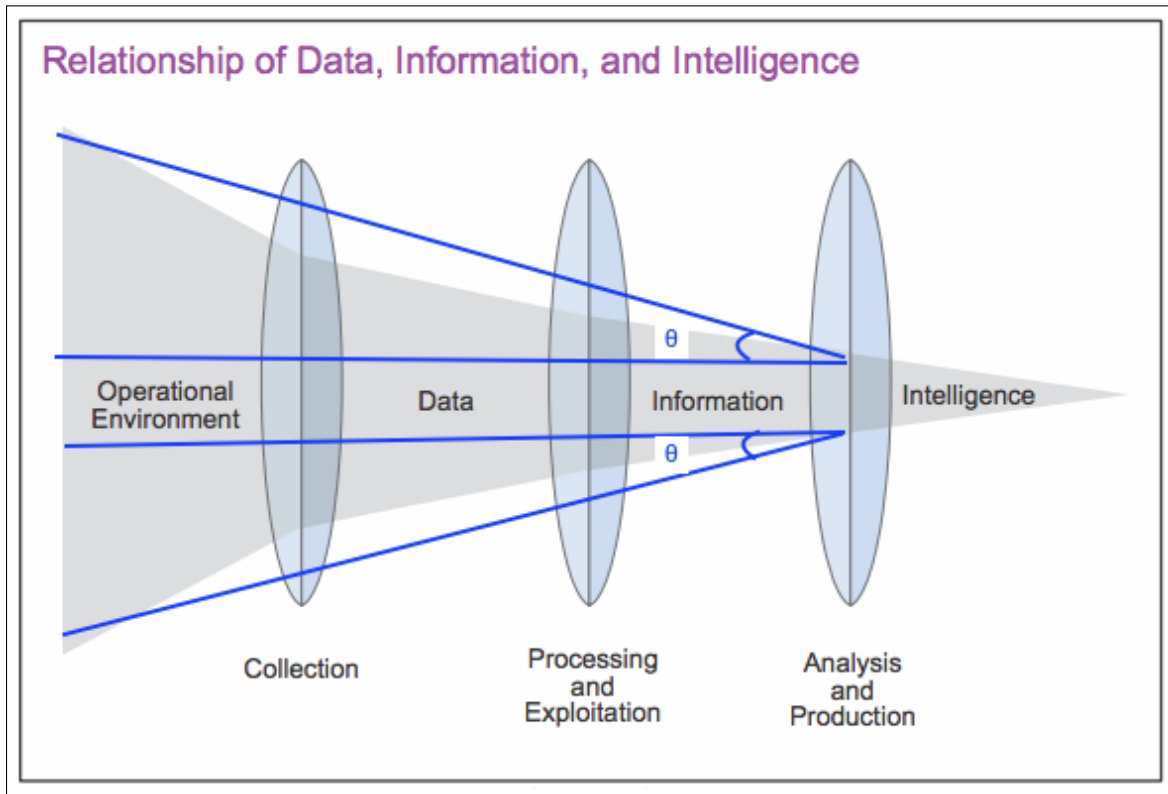 Relationship of Data, Information, and Intelligence
θ
Operational
Environment
Data
Information
Intelligence
θ
Collection
Processing
and
Exploitation
Analysis
and
Production